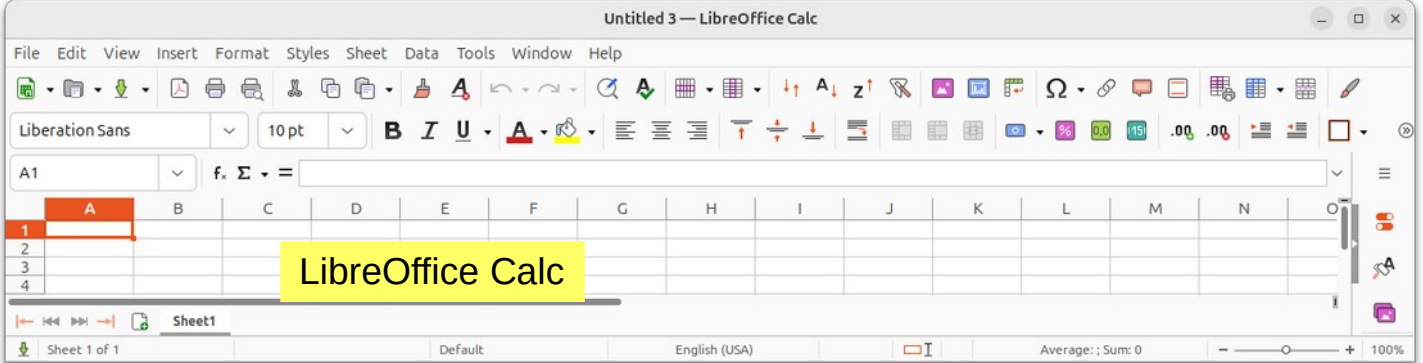 Untitled 3 — LibreOffice Calc
File Edit View Insert Format Styles Sheet Data Tools Window Help
Liberation Sans 10 pt B I U A
A1 fx Σ =
A B C D E F G H I J K L M N O
1
2
3
4
LibreOffice Calc
Sheet1
Sheet 1 of 1 Default English (USA) Average: ; Sum: 0 − + 100%